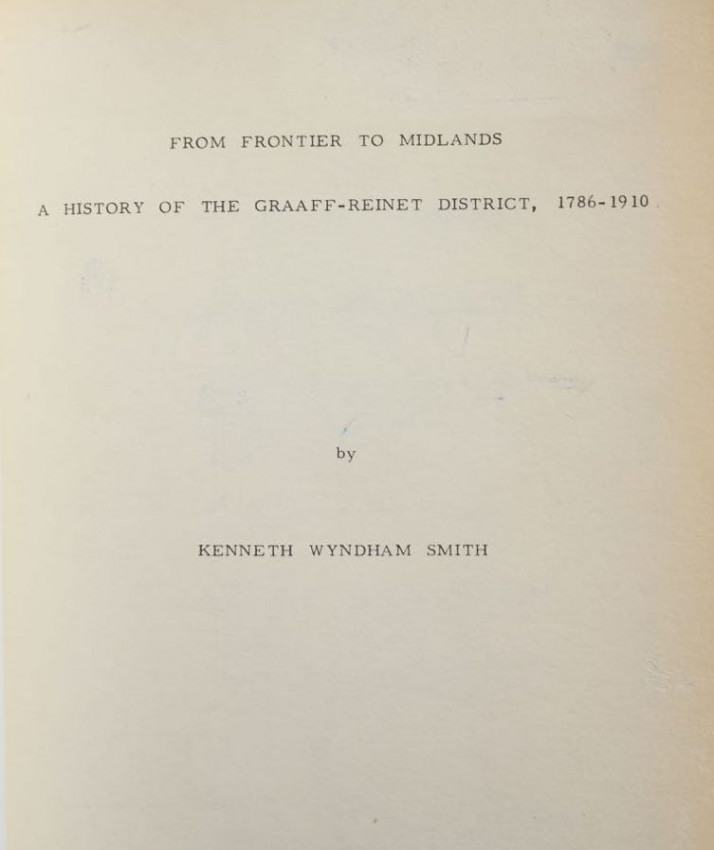 FROM FRONTIER TO MIDLANDS
A HISTORY OF THE GRAAFF-REINET DISTRICT, 1786-1910
by
KENNETH WYNDHAM SMITH